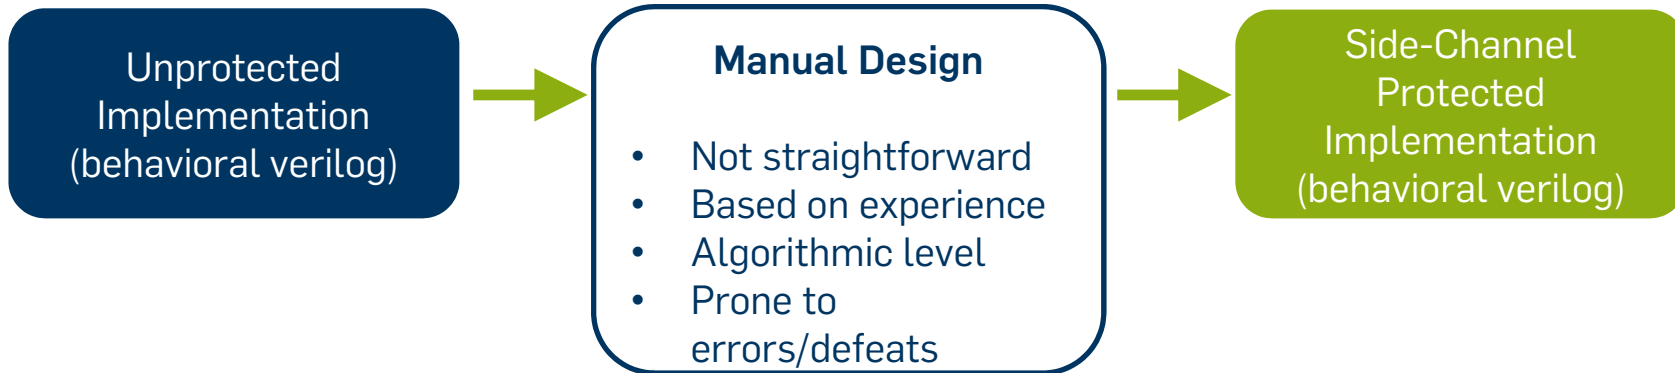 Unprotected
Implementation
(behavioral verilog)
Manual Design
• Not straightforward
• Based on experience
• Algorithmic level
• Prone to
errors/defeats
Side-Channel
Protected
Implementation
(behavioral verilog)